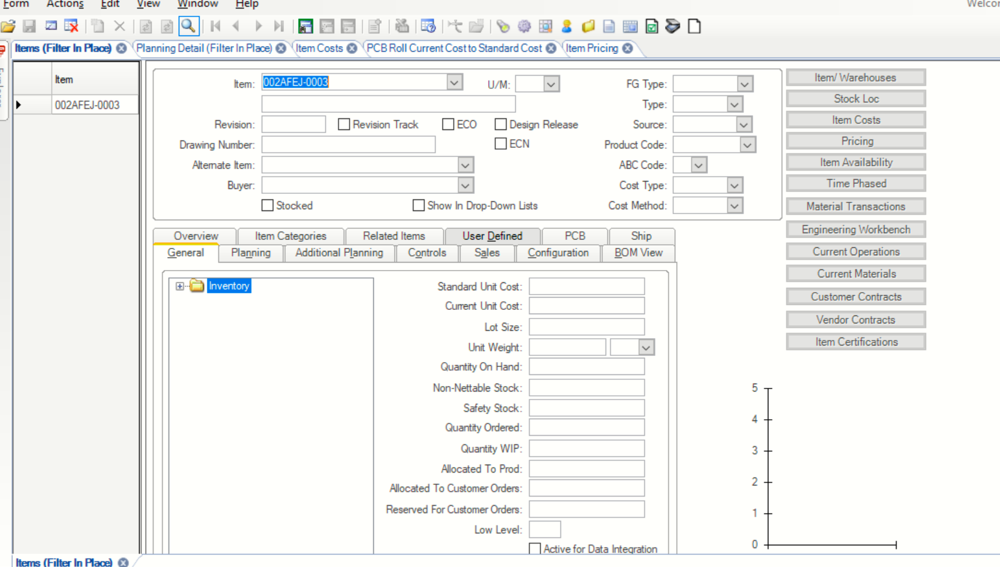 Form Actions Edit View Window Help
Items (Filter In Place) Planning Detail (Filter In Place) Item Costs PCB Roll Current Cost to Standard Cost Item Pricing
Item
002AFEJ-0003
Item: 002AFEJ-0003 U/M: FG Type:
Type:
Revision: Revision Track ECO Design Release Source:
Drawing Number: ECN Product Code:
Alternate Item: ABC Code:
Buyer: Cost Type:
Stocked Show In Drop-Down Lists Cost Method:
Item/ Warehouses
Stock Loc
Item Costs
Pricing
Item Availability
Time Phased
Material Transactions
Engineering Workbench
Current Operations
Current Materials
Customer Contracts
Vendor Contracts
Item Certifications
Overview Item Categories Related Items User Defined PCB Ship
General Planning Additional Planning Controls Sales Configuration BOM View
Inventory
Standard Unit Cost:
Current Unit Cost:
Lot Size:
Unit Weight:
Quantity On Hand:
Non-Nettable Stock:
Safety Stock:
Quantity Ordered:
Quantity WIP:
Allocated To Prod:
Allocated To Customer Orders:
Reserved For Customer Orders:
Low Level:
Active for Data Integration
5
4
3
2
1
0
Items (Filter In Place)